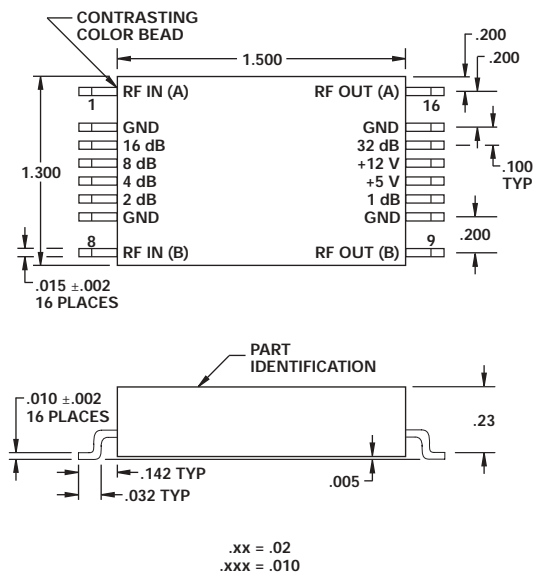 CONTRASTING
COLOR BEAD
1.500
.200
.200
RF IN (A)
RF OUT (A)
1
16
GND
GND
16 dB
32 dB
8 dB
+12 V
.100
TYP
1.300
4 dB
+5 V
2 dB
1 dB
GND
GND
.200
8
9
RF IN (B)
RF OUT (B)
.015 ±.002
16 PLACES
PART
IDENTIFICATION
.010 ±.002
16 PLACES
.23
.142 TYP
.005
.032 TYP
.xx = .02
.xxx = .010